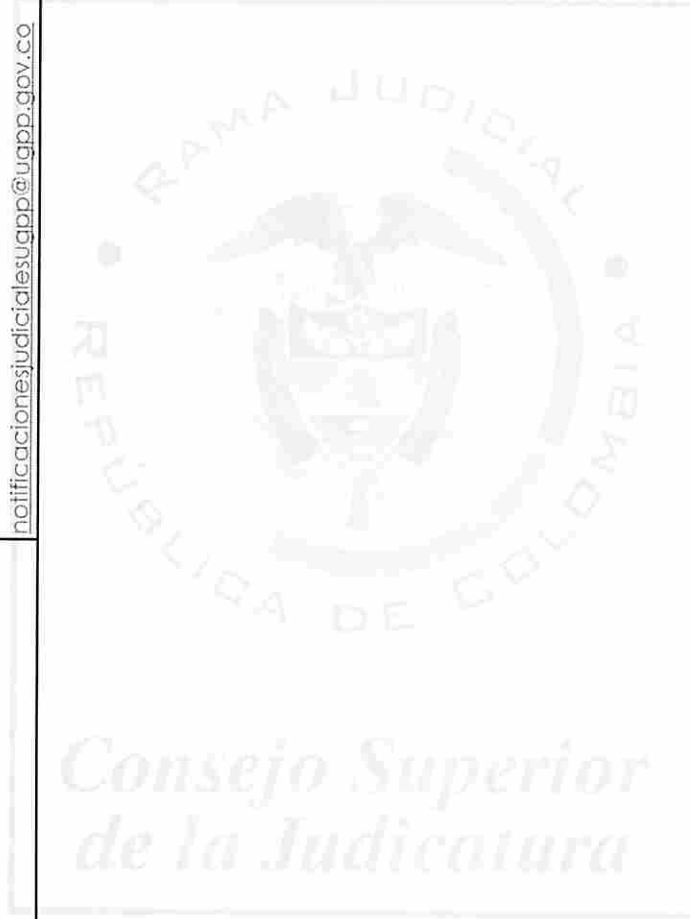 notificacionesjudicialesugpp@ugpp.gov.co
RAMA JUDICIAL
REPÚBLICA DE COLOMBIA
Consejo Superior
de la Judicatura